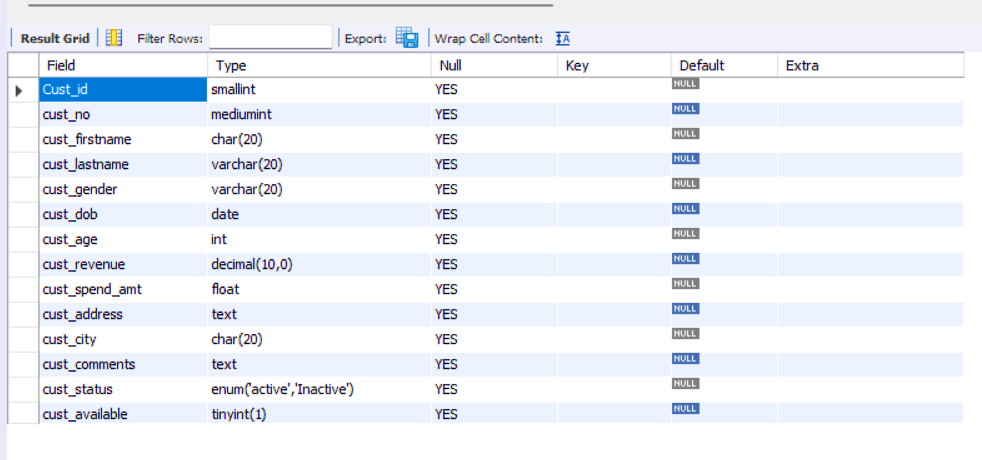 Result Grid Filter Rows: Export: Wrap Cell Content: IA
Field Type Null Key Default Extra
Cust_id smallint YES NULL
cust_no mediumint YES NULL
cust_firstname char(20) YES NULL
cust_lastname varchar(20) YES NULL
cust_gender varchar(20) YES NULL
cust_dob date YES NULL
cust_age int YES NULL
cust_revenue decimal(10,0) YES NULL
cust_spend_amt float YES NULL
cust_address text YES NULL
cust_city char(20) YES NULL
cust_comments text YES NULL
cust_status enum('active','Inactive') YES NULL
cust_available tinyint(1) YES NULL